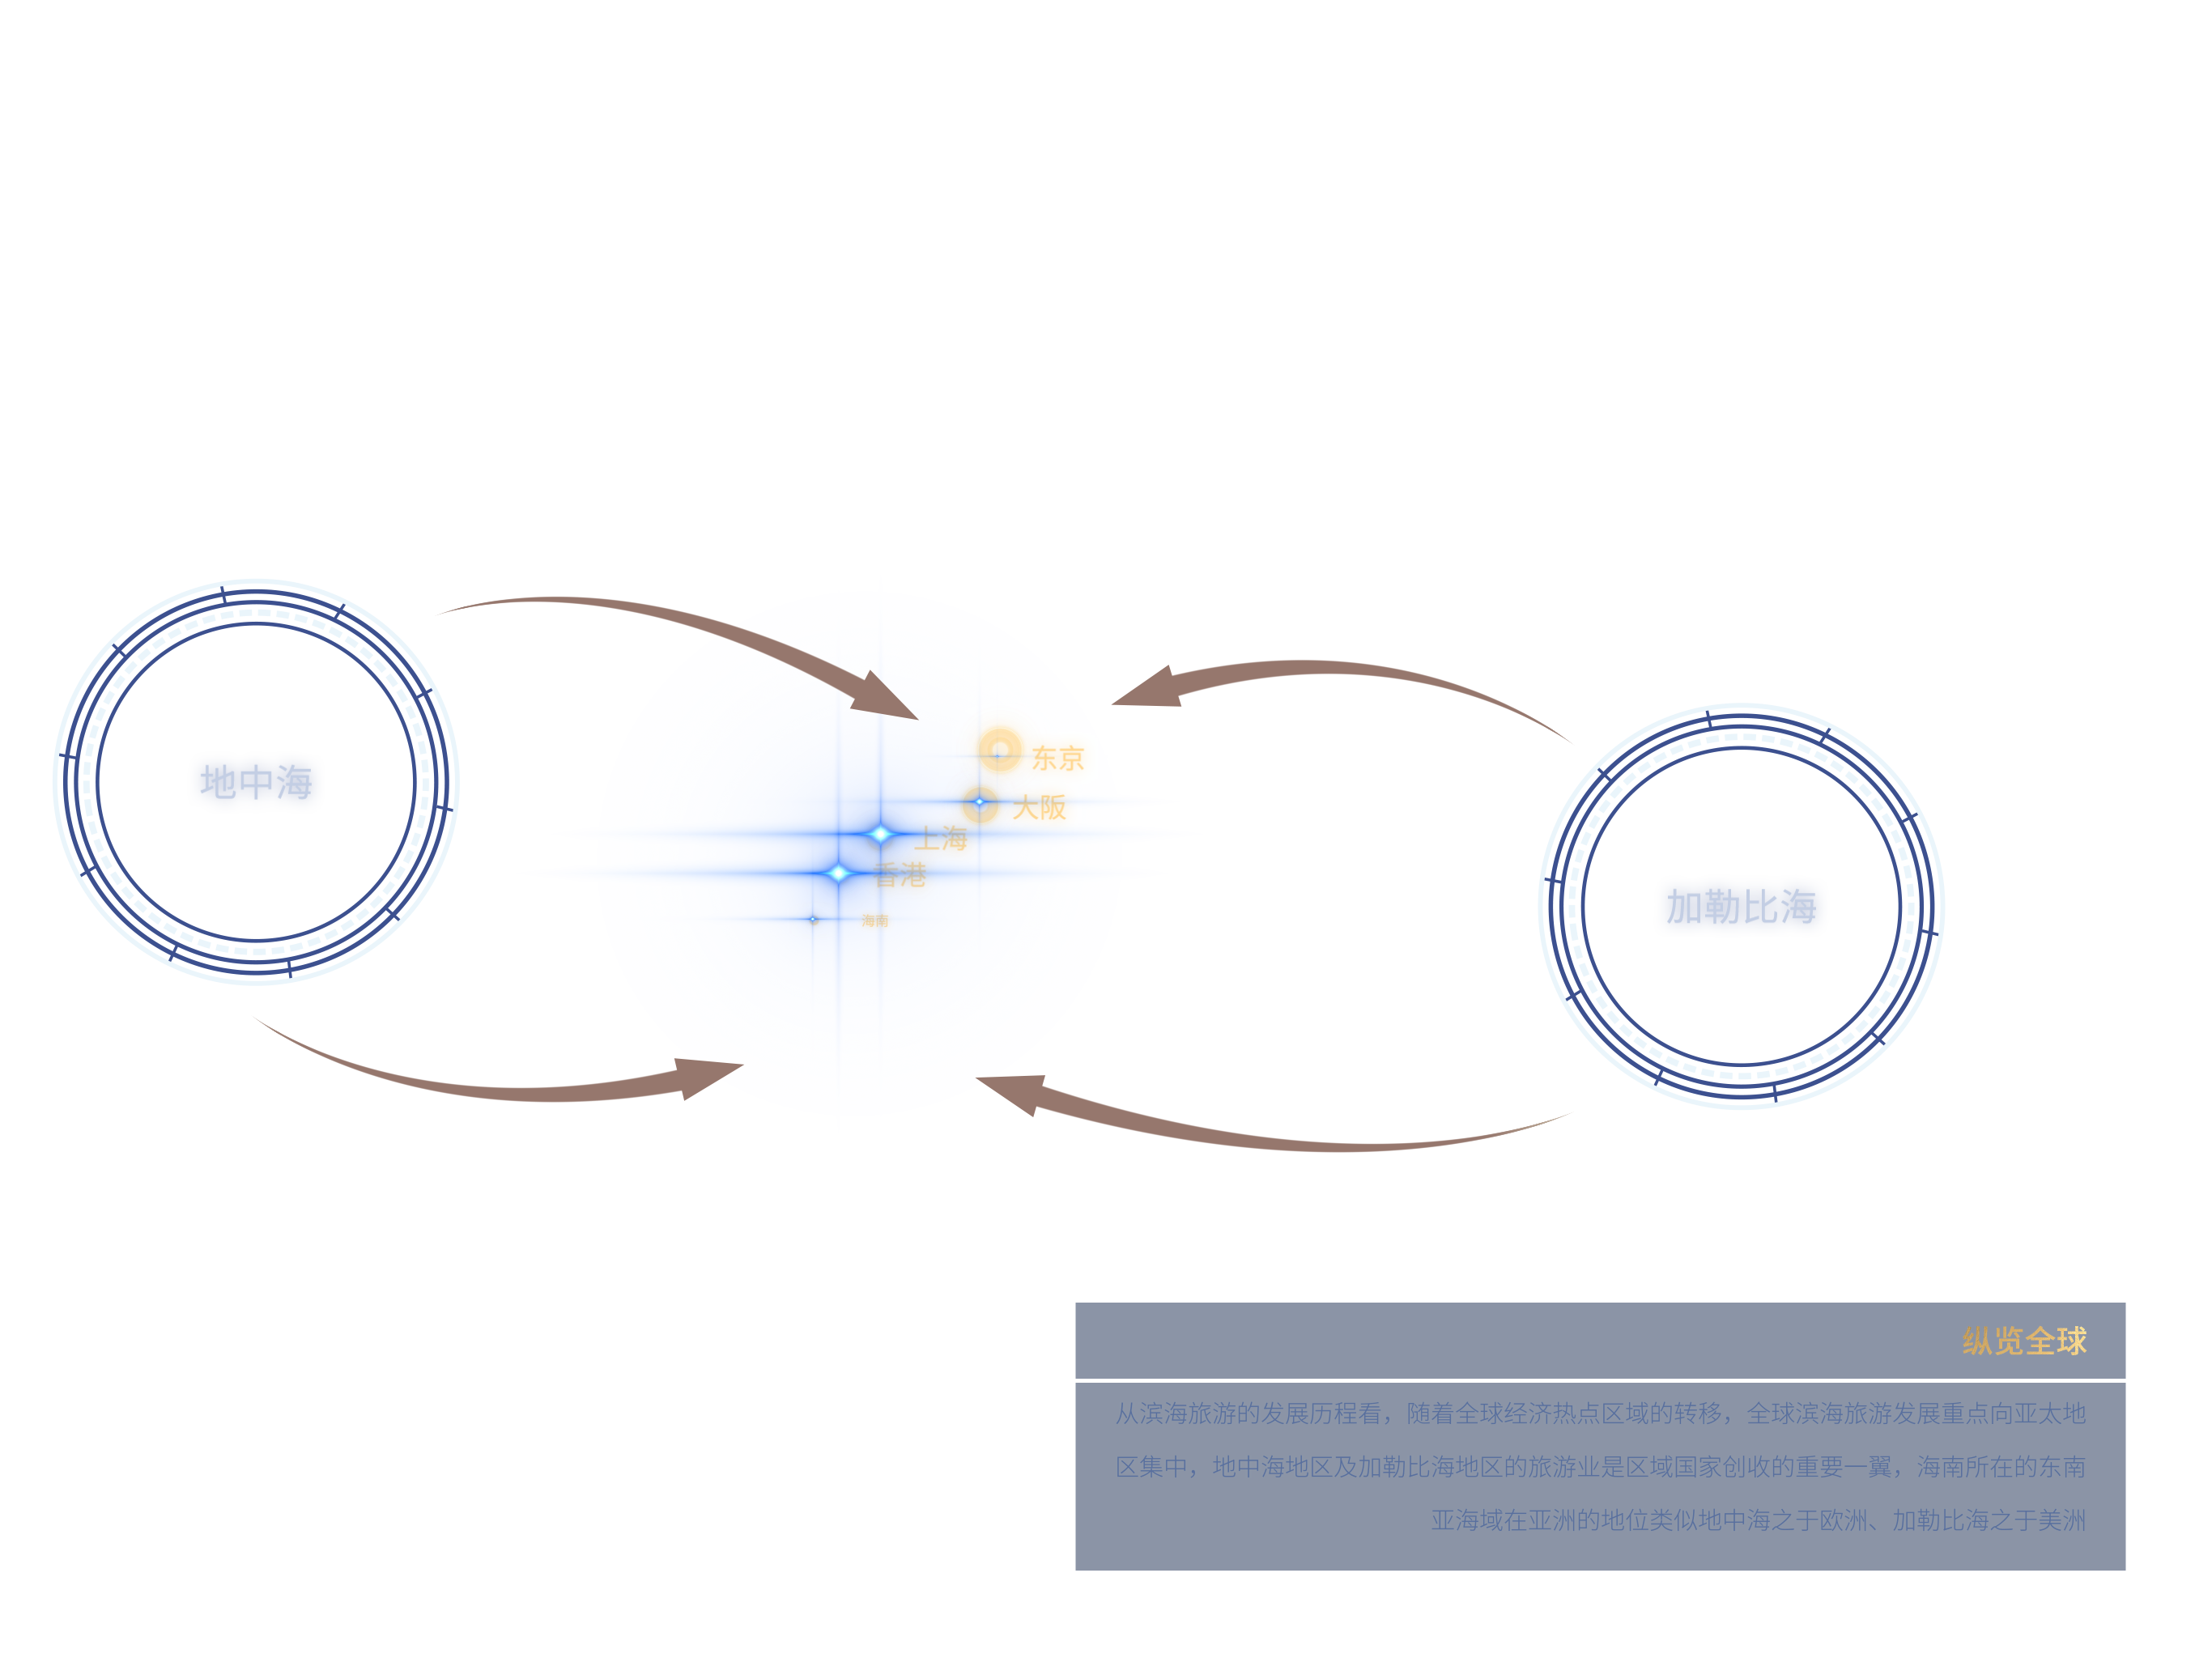 东京
地中海
大阪
上海
香港
加勒比海
海南
纵览全球
从滨海旅游的发展历程看，随着全球经济热点区域的转移，全球滨海旅游发展重点向亚太地
区集中，地中海地区及加勒比海地区的旅游业是区域国家创收的重要一翼，海南所在的东南
亚海域在亚洲的地位类似地中海之于欧洲、加勒比海之于美洲